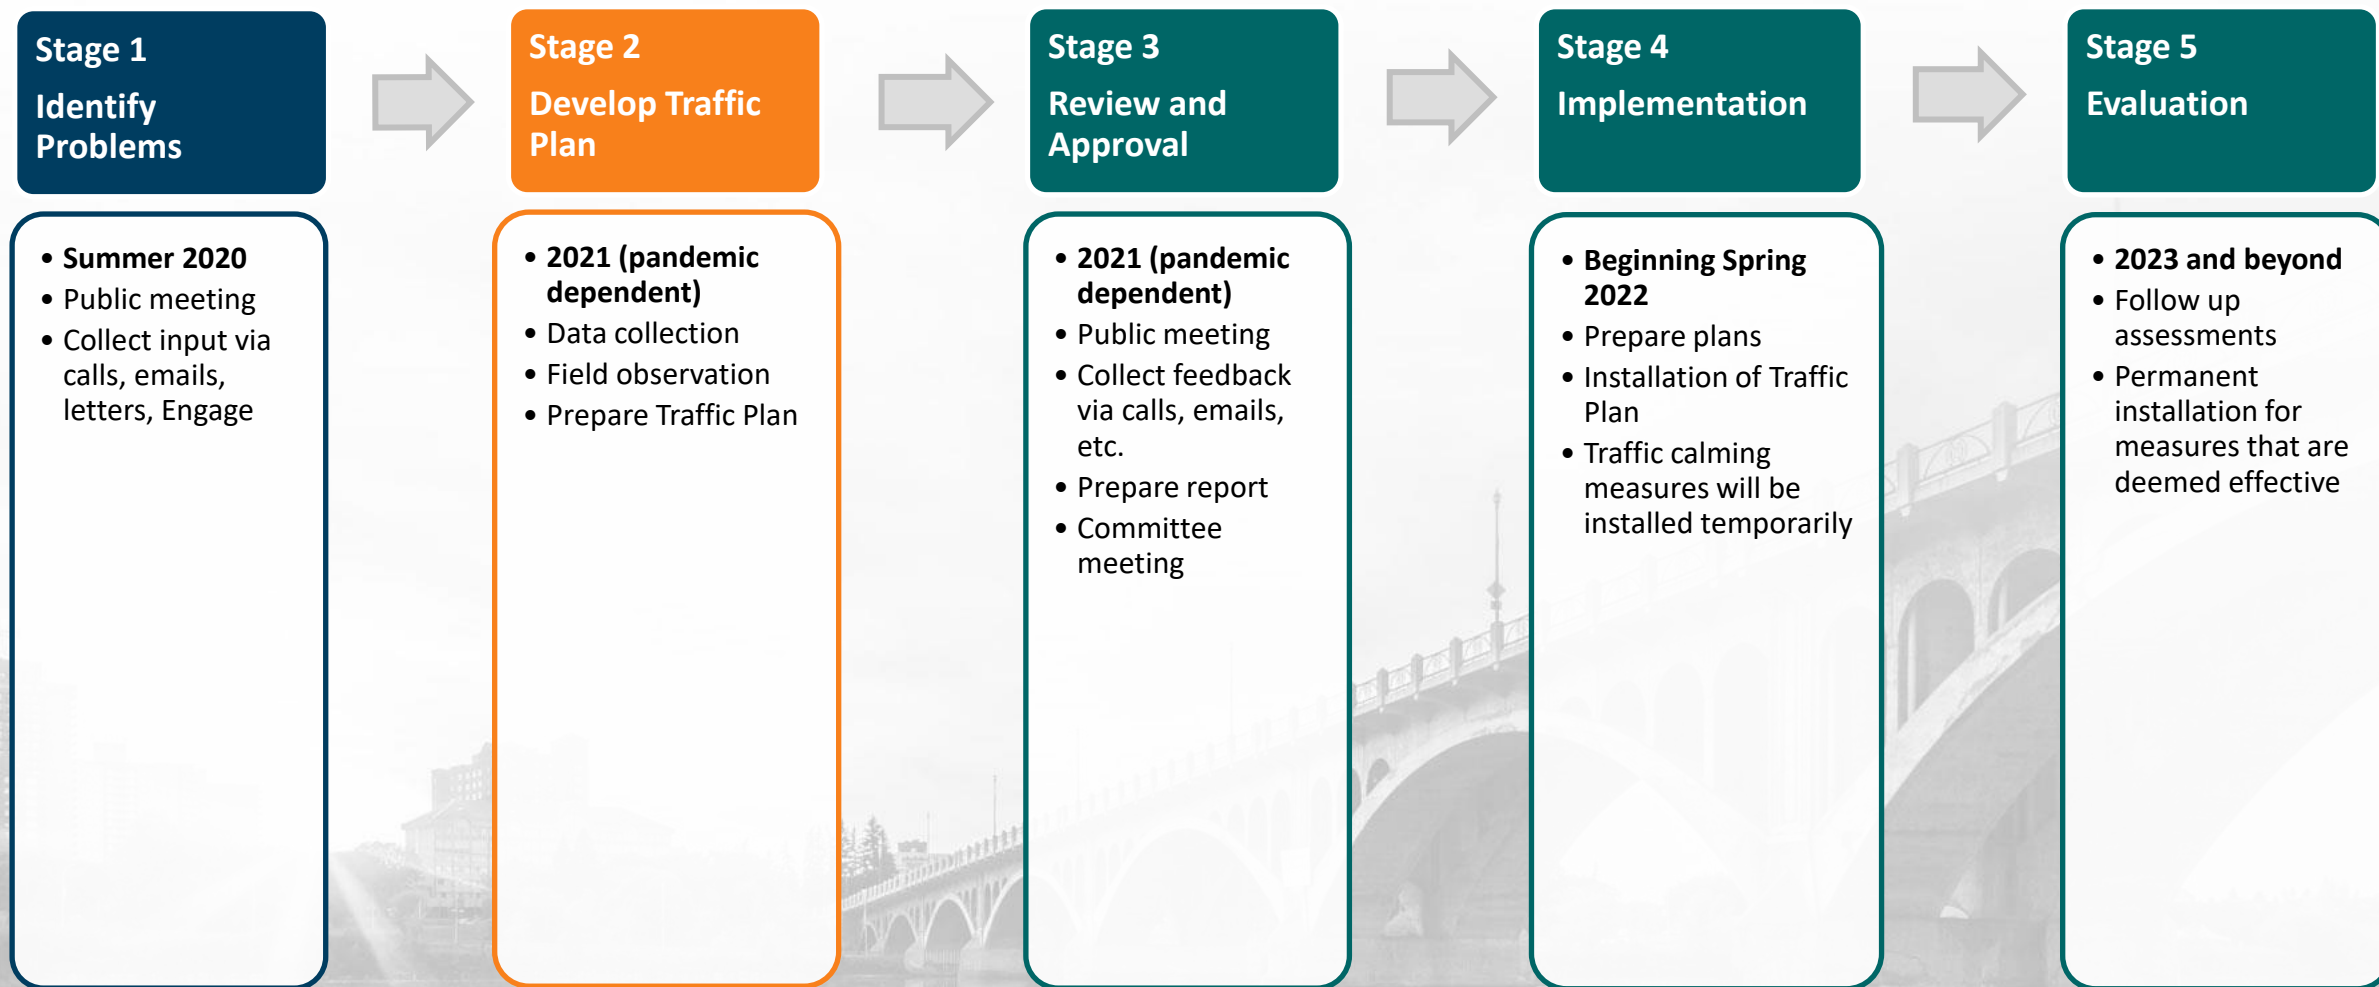 Stage 1
Identify
Problems
• Summer 2020
• Public meeting
• Collect input via
calls, emails,
letters, Engage
Stage 2
Develop Traffic
Plan
• 2021 (pandemic
dependent)
• Data collection
• Field observation
• Prepare Traffic Plan
Stage 3
Review and
Approval
• 2021 (pandemic
dependent)
• Public meeting
• Collect feedback
via calls, emails,
etc.
• Prepare report
• Committee
meeting
Stage 4
Implementation
• Beginning Spring
2022
• Prepare plans
• Installation of Traffic
Plan
• Traffic calming
measures will be
installed temporarily
Stage 5
Evaluation
• 2023 and beyond
• Follow up
assessments
• Permanent
installation for
measures that are
deemed effective